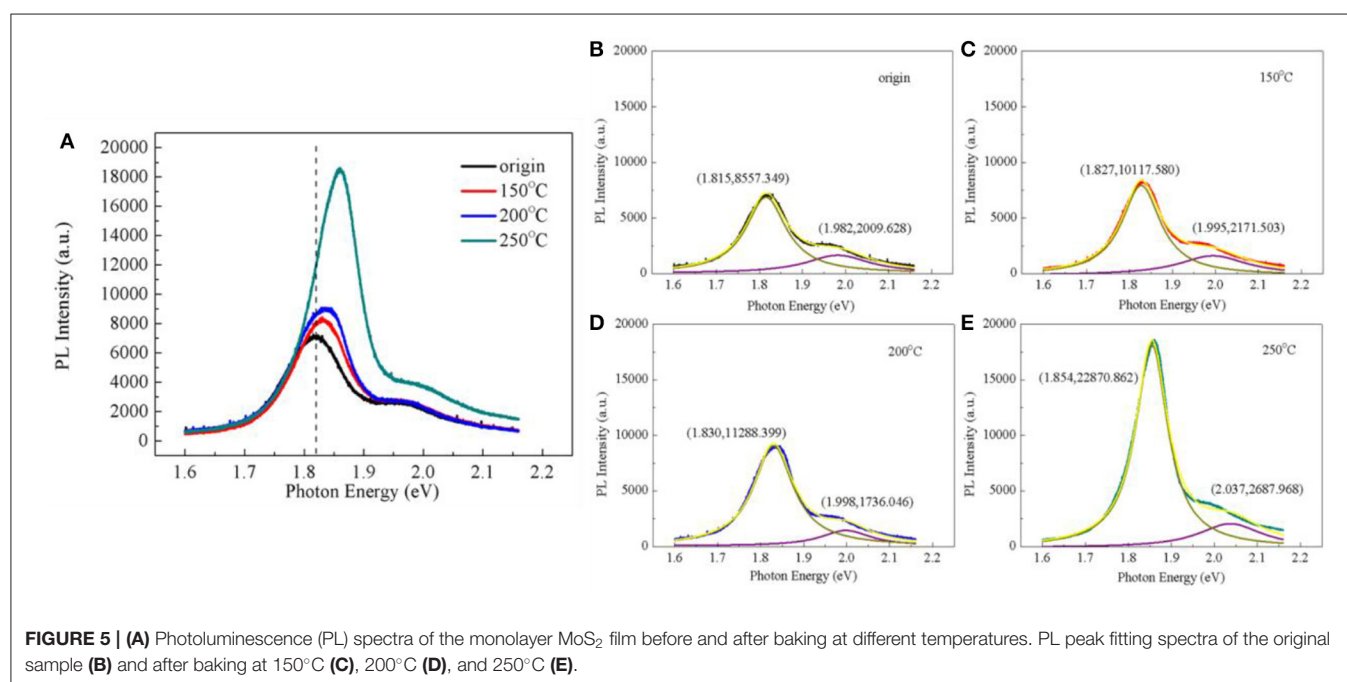 A
20000
18000
16000
14000
12000
10000
8000
6000
4000
2000
0
PL Intensity (a.u.)
origin
150°C
200°C
250°C
1.6 1.7 1.8 1.9 2.0 2.1 2.2
Photon Energy (eV)
B
20000
15000
10000
5000
0
PL Intensity (a.u.)
origin
(1.815,8557.349)
(1.982,2009.628)
1.6 1.7 1.8 1.9 2.0 2.1 2.2
Photon Energy (eV)
C
20000
15000
10000
5000
0
PL Intensity (a.u.)
150°C
(1.827,10117.580)
(1.995,2171.503)
1.6 1.7 1.8 1.9 2.0 2.1 2.2
Photon Energy (eV)
D
20000
15000
10000
5000
0
PL Intensity (a.u.)
200°C
(1.830,11288.399)
(1.998,1736.046)
1.6 1.7 1.8 1.9 2.0 2.1 2.2
Photon Energy (eV)
E
20000
15000
10000
5000
0
PL Intensity (a.u.)
250°C
(1.854,22870.862)
(2.037,2687.968)
1.6 1.7 1.8 1.9 2.0 2.1 2.2
Photon Energy (eV)
FIGURE 5 | (A) Photoluminescence (PL) spectra of the monolayer MoS₂ film before and after baking at different temperatures. PL peak fitting spectra of the original
sample (B) and after baking at 150°C (C), 200°C (D), and 250°C (E).